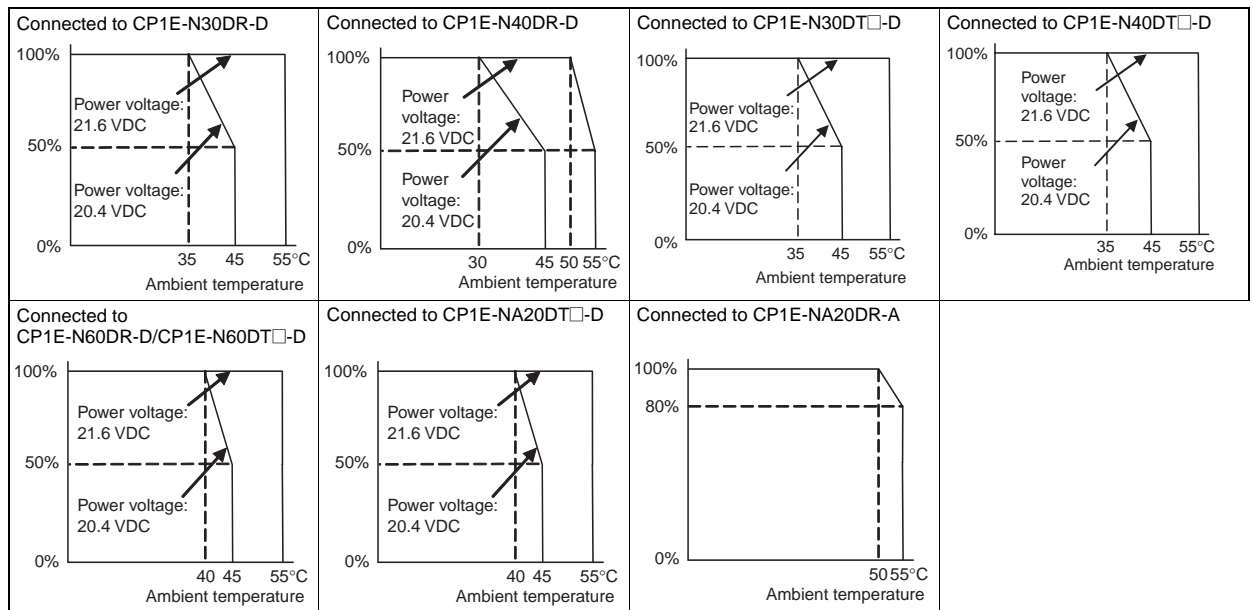 Connected to CP1E-N30DR-D
100%
Power voltage:
21.6 VDC
50%
Power voltage:
20.4 VDC
0%
35 45 55°C
Ambient temperature
Connected to CP1E-N40DR-D
100%
Power
voltage:
21.6 VDC
50%
Power
voltage:
20.4 VDC
0%
30 45 50 55°C
Ambient temperature
Connected to CP1E-N30DT□-D
100%
Power voltage:
21.6 VDC
50%
Power voltage:
20.4 VDC
0%
35 45 55°C
Ambient temperature
Connected to CP1E-N40DT□-D
100%
Power
voltage:
21.6 VDC
50%
Power
voltage:
20.4 VDC
0%
35 45 55°C
Ambient temperature
Connected to
CP1E-N60DR-D/CP1E-N60DT□-D
100%
Power voltage:
21.6 VDC
50%
Power voltage:
20.4 VDC
0%
40 45 55°C
Ambient temperature
Connected to CP1E-NA20DT□-D
100%
Power voltage:
21.6 VDC
50%
Power voltage:
20.4 VDC
0%
40 45 55°C
Ambient temperature
Connected to CP1E-NA20DR-A
100%
80%
0%
50 55°C
Ambient temperature